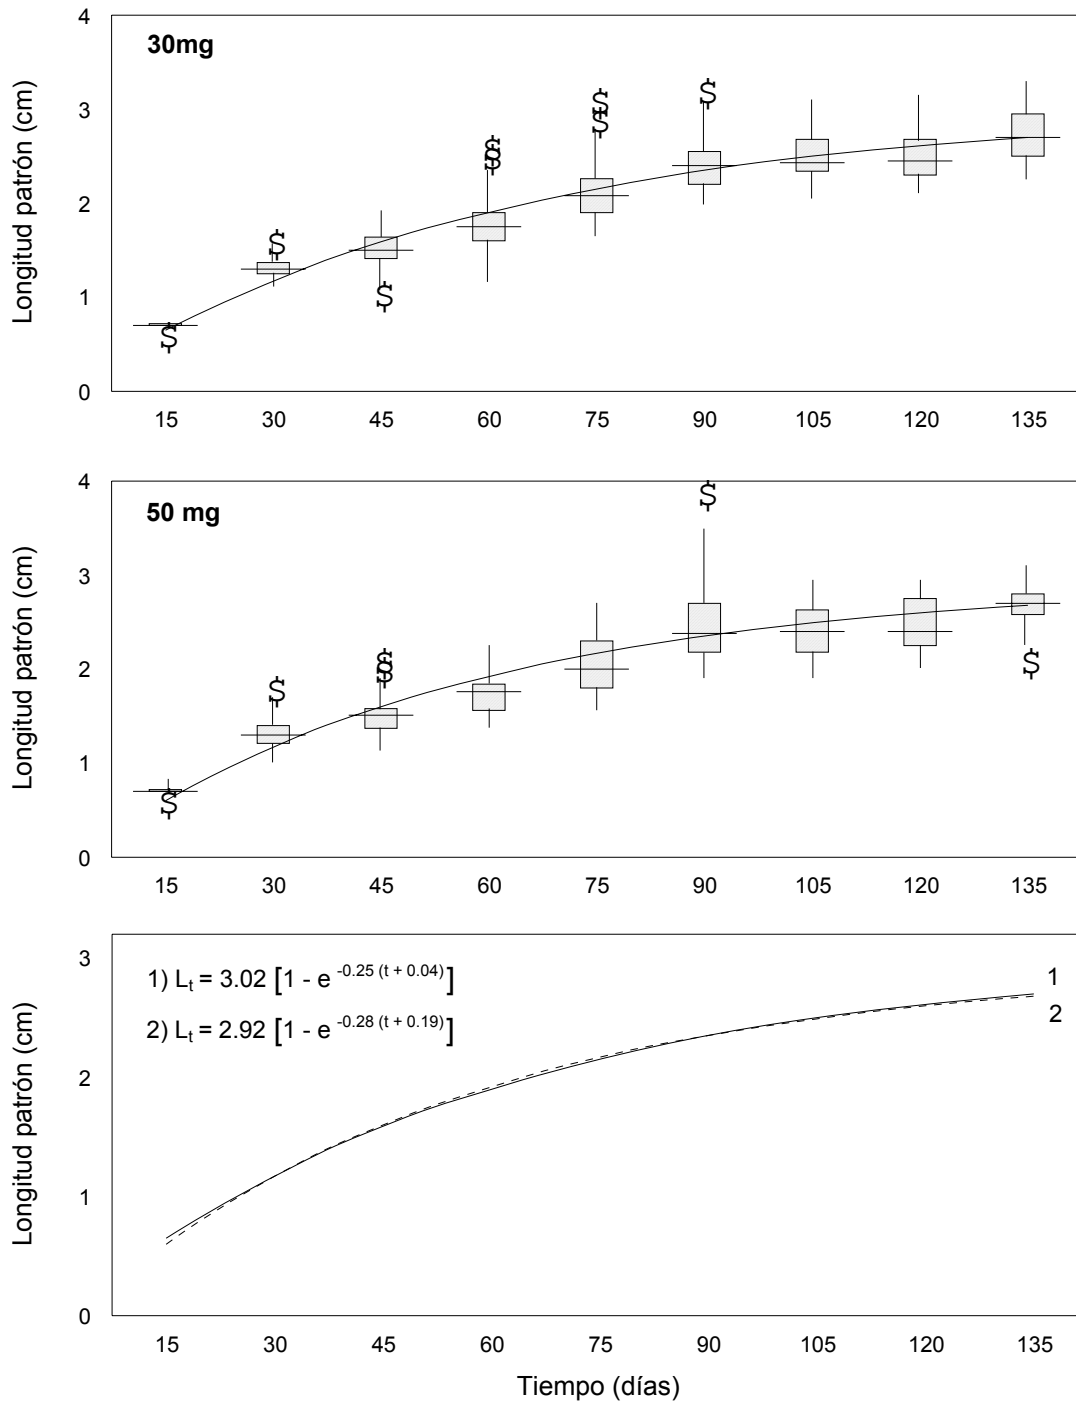 4
30mg
3
2
1
0
Longitud patrón (cm)
$ $ $ $ $ $ $ $ $
15 30 45 60 75 90 105 120 135
4
50 mg
3
2
1
0
Longitud patrón (cm)
$ $ $ $ $ $
15 30 45 60 75 90 105 120 135
3
1) Lt = 3.02 [1 - e -0.25 (t + 0.04)]
2) Lt = 2.92 [1 - e -0.28 (t + 0.19)]
1
2
2
1
0
Longitud patrón (cm)
15 30 45 60 75 90 105 120 135
Tiempo (días)